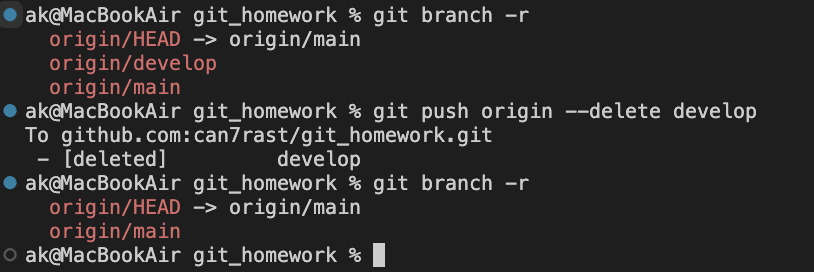 ak@MacBookAir git_homework % git branch -r
  origin/HEAD -> origin/main
  origin/develop
  origin/main
ak@MacBookAir git_homework % git push origin --delete develop
To github.com:can7rast/git_homework.git
 - [deleted]         develop
ak@MacBookAir git_homework % git branch -r
  origin/HEAD -> origin/main
  origin/main
ak@MacBookAir git_homework %